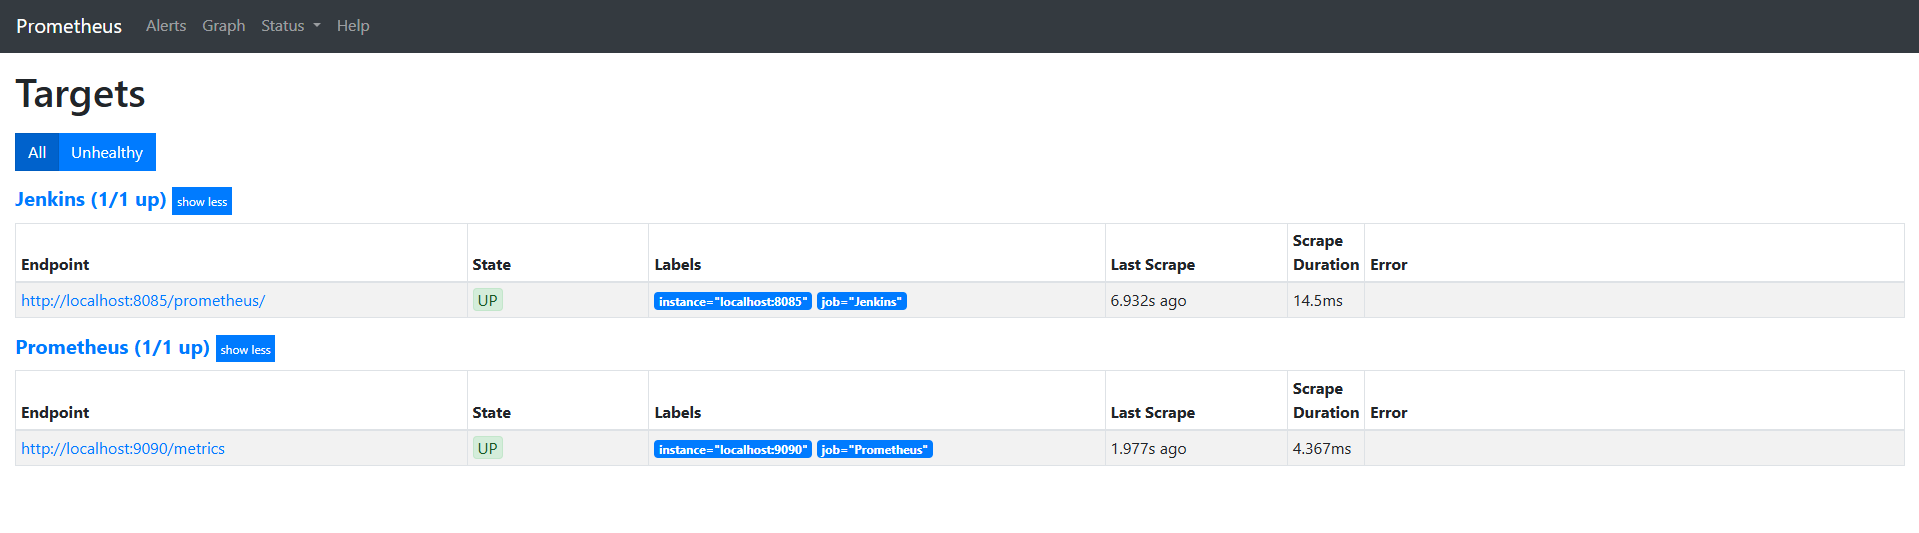 Prometheus Alerts Graph Status Help
Targets
All Unhealthy
Jenkins (1/1 up) show less
Endpoint State Labels Last Scrape Scrape Duration Error
http://localhost:8085/prometheus/ UP instance="localhost:8085" job="Jenkins" 6.932s ago 14.5ms
Prometheus (1/1 up) show less
Endpoint State Labels Last Scrape Scrape Duration Error
http://localhost:9090/metrics UP instance="localhost:9090" job="Prometheus" 1.977s ago 4.367ms